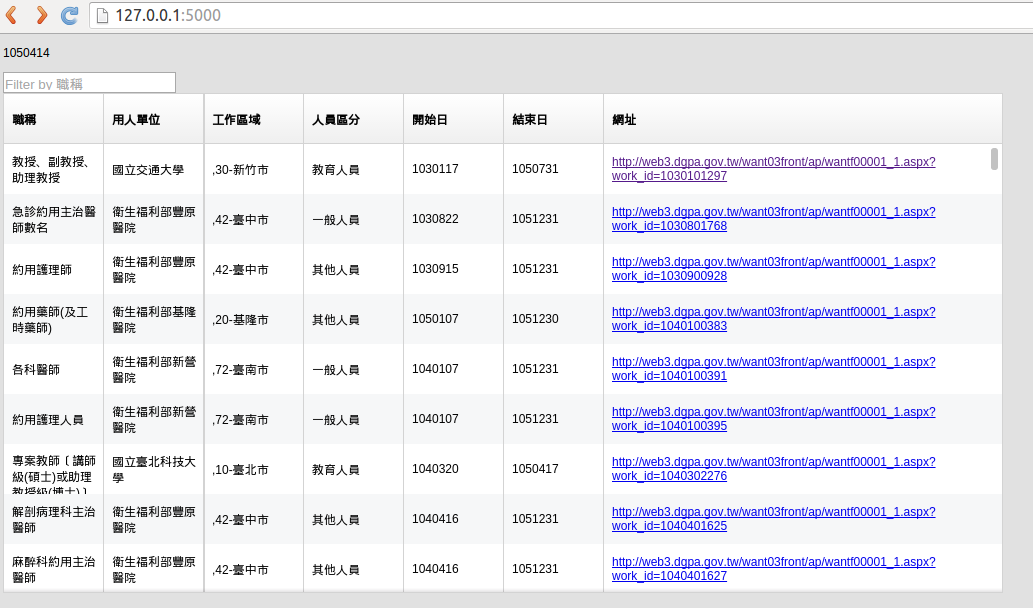 127.0.0.1:5000
1050414
Filter by 職稱
職稱 用人單位 工作區域 人員區分 開始日 結束日 網址
教授、副教授、
助理教授
國立交通大學
,30-新竹市
教育人員
1030117
1050731
http://web3.dgpa.gov.tw/want03front/ap/wantf00001_1.aspx?
work_id=1030101297
急診約用主治醫
師數名
衛生福利部豐原
醫院
,42-臺中市
一般人員
1030822
1051231
http://web3.dgpa.gov.tw/want03front/ap/wantf00001_1.aspx?
work_id=1030801768
約用護理師
衛生福利部豐原
醫院
,42-臺中市
其他人員
1030915
1051231
http://web3.dgpa.gov.tw/want03front/ap/wantf00001_1.aspx?
work_id=1030900928
約用藥師(及工
時藥師)
衛生福利部基隆
醫院
,20-基隆市
其他人員
1050107
1051230
http://web3.dgpa.gov.tw/want03front/ap/wantf00001_1.aspx?
work_id=1040100383
各科醫師
衛生福利部新營
醫院
,72-臺南市
一般人員
1040107
1051231
http://web3.dgpa.gov.tw/want03front/ap/wantf00001_1.aspx?
work_id=1040100391
約用護理人員
衛生福利部新營
醫院
,72-臺南市
一般人員
1040107
1051231
http://web3.dgpa.gov.tw/want03front/ap/wantf00001_1.aspx?
work_id=1040100395
專案教師〔講師
級(碩士)或助理
教授級(博士)〕
國立臺北科技大
學
,10-臺北市
教育人員
1040320
1050417
http://web3.dgpa.gov.tw/want03front/ap/wantf00001_1.aspx?
work_id=1040302276
解剖病理科主治
醫師
衛生福利部豐原
醫院
,42-臺中市
其他人員
1040416
1051231
http://web3.dgpa.gov.tw/want03front/ap/wantf00001_1.aspx?
work_id=1040401625
麻醉科約用主治
醫師
衛生福利部豐原
醫院
,42-臺中市
其他人員
1040416
1051231
http://web3.dgpa.gov.tw/want03front/ap/wantf00001_1.aspx?
work_id=1040401627